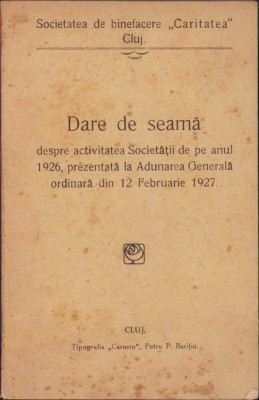 Societatea de binefacere „Caritatea"
Cluj.
Dare de seamă
despre activitatea Societății de pe anul
1926, prezentată la Adunarea Generală
ordinară din 12 Februarie 1927
CLUJ,
Tipografia „Carmen", Petru P. Barițiu